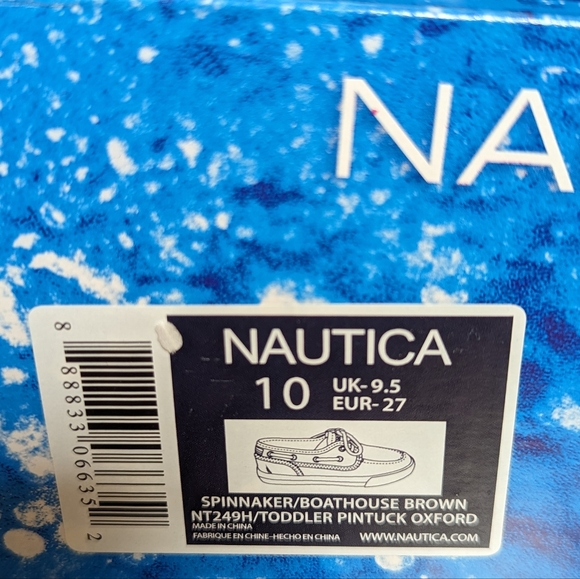 NA
NAUTICA
10 UK-9.5
EUR-27
SPINNAKER/BOATHOUSE BROWN
NT249H/TODDLER PINTUCK OXFORD
MADE IN CHINA
FABRIQUE EN CHINE-HECHO EN CHINA WWW.NAUTICA.COM
8 88833 06635 2